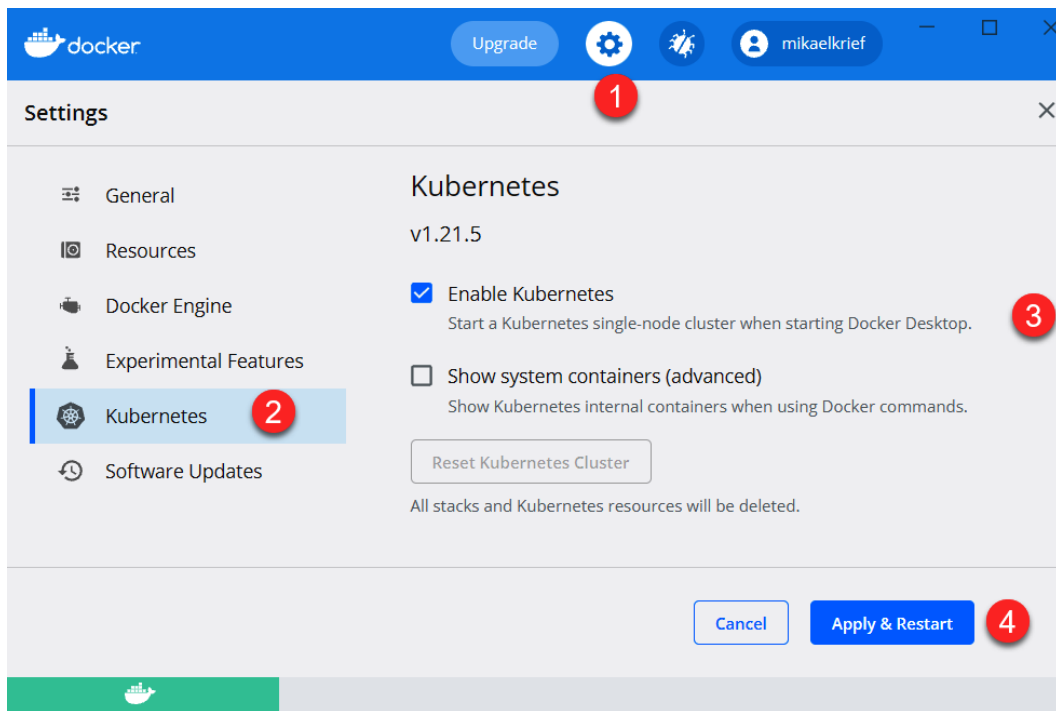 docker
Upgrade
mikaelkrief
1
Settings
General
Resources
Docker Engine
Experimental Features
Kubernetes
2
Software Updates
Kubernetes
v1.21.5
Enable Kubernetes
Start a Kubernetes single-node cluster when starting Docker Desktop.
3
Show system containers (advanced)
Show Kubernetes internal containers when using Docker commands.
Reset Kubernetes Cluster
All stacks and Kubernetes resources will be deleted.
Cancel
Apply & Restart
4